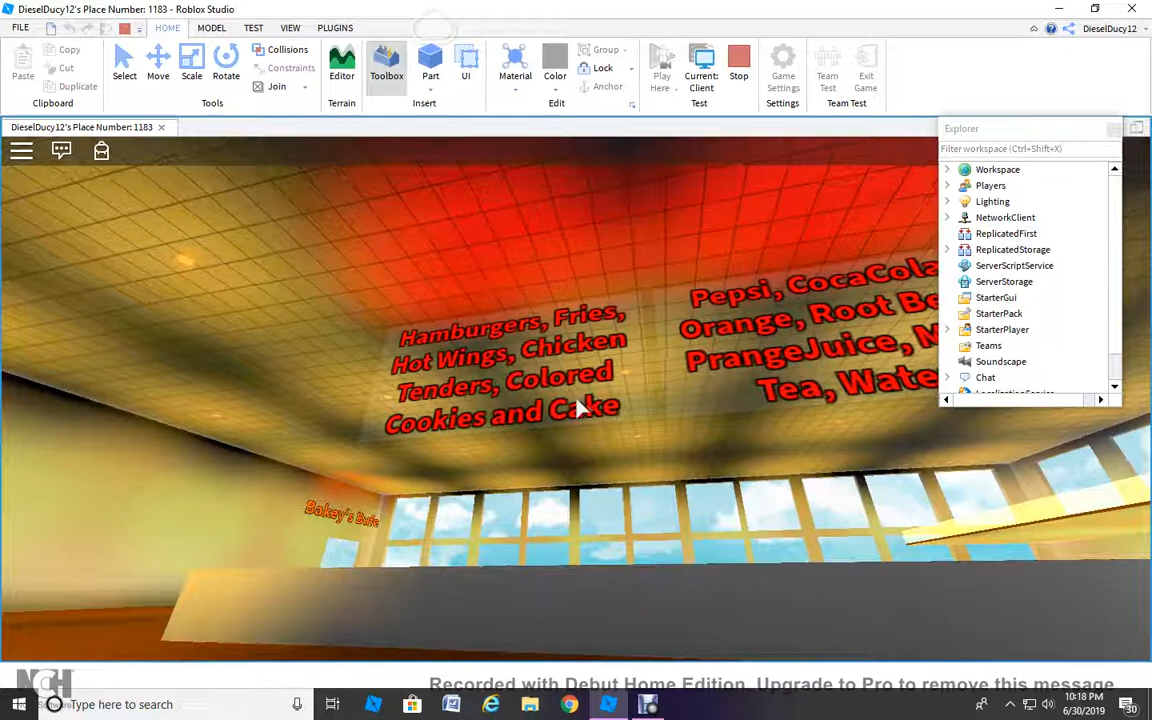 DieselDucy12's Place Number: 1183 - Roblox Studio
FILE HOME MODEL TEST VIEW PLUGINS DieselDucy12
Copy Collisions Group
Paste Cut Select Move Scale Rotate Constraints Editor Toolbox Part UI Material Color Lock Play Here Current: Client Stop Game Settings Team Test Exit Game
Duplicate Join Anchor
Clipboard Tools Terrain Insert Edit Test Settings Team Test
DieselDucy12's Place Number: 1183
Explorer
Filter workspace (Ctrl+Shift+X)
Workspace
Players
Lighting
NetworkClient
ReplicatedFirst
ReplicatedStorage
ServerScriptService
ServerStorage
StarterGui
StarterPack
StarterPlayer
Teams
Soundscape
Chat
Hamburgers, Fries,
Hot Wings, Chicken
Tenders, Colored
Cookies and Cake
Pepsi, CocaCola
Orange, Root Be
PrangeJuice, M
Tea, Wate
Bakey's
NCH
Recorded with Debut Home Edition. Upgrade to Pro to remove this message
Type here to search
10:18 PM
6/30/2019
30